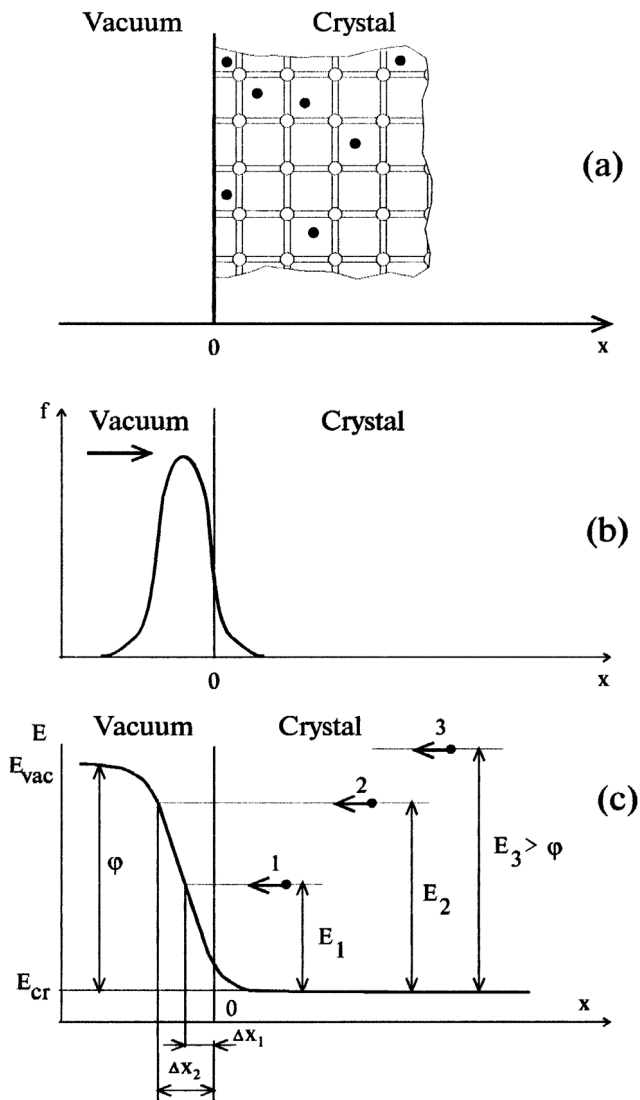 Vacuum Crystal
(a)
0 x
f Vacuum Crystal
(b)
0 x
Vacuum Crystal
E
3
E_vac
2
(c)
φ
E_3 > φ
1
E_2
E_1
E_cr
0 x
Δx_1
Δx_2